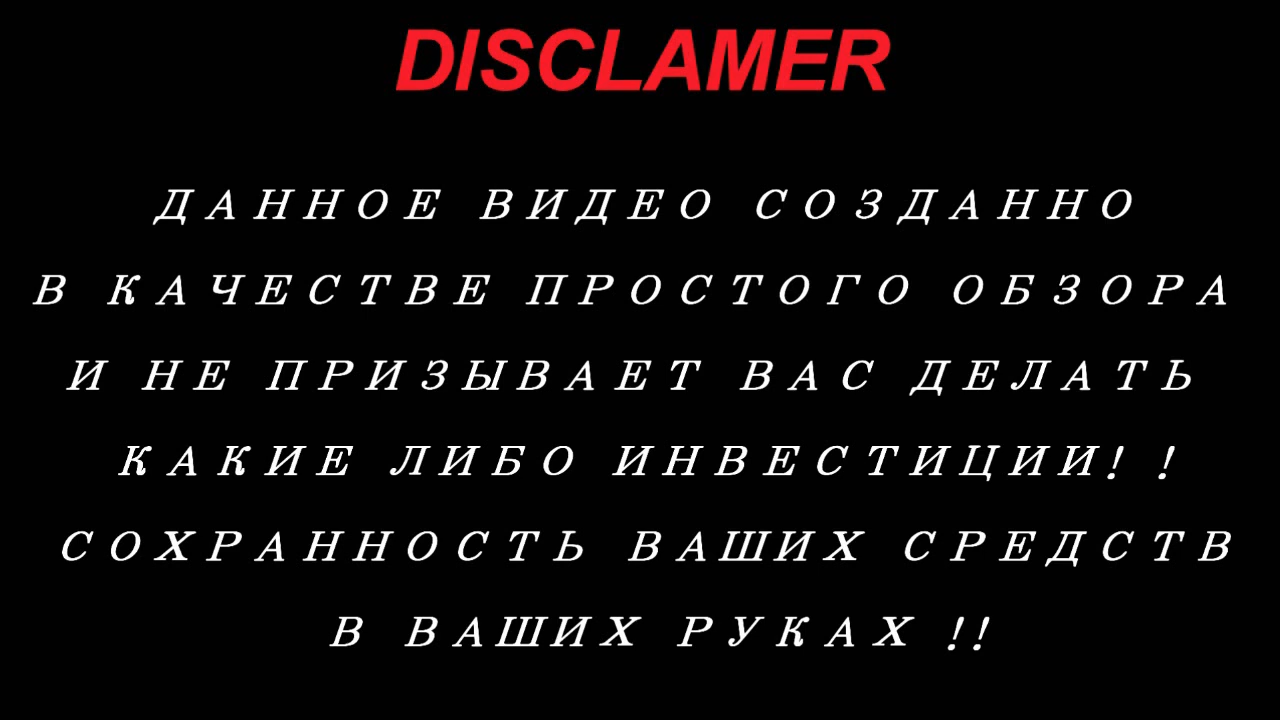 DISCLAMER
ДАННОЕ ВИДЕО СОЗДАННО
В КАЧЕСТВЕ ПРОСТОГО ОБЗОРА
И НЕ ПРИЗЫВАЕТ ВАС ДЕЛАТЬ
КАКИЕ ЛИБО ИНВЕСТИЦИИ! !
СОХРАННОСТЬ ВАШИХ СРЕДСТВ
В ВАШИХ РУКАХ !!